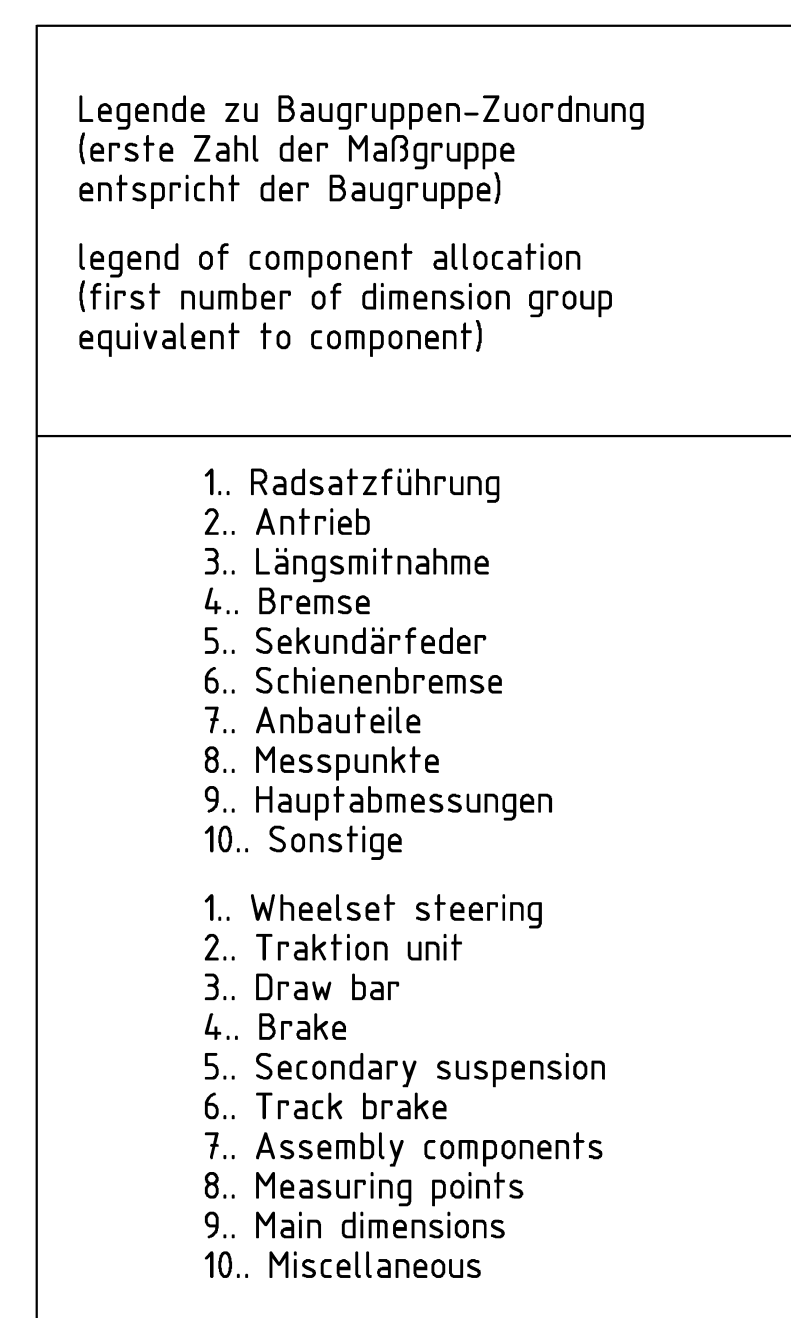 Legende zu Baugruppen-Zuordnung
(erste Zahl der Maßgruppe
entspricht der Baugruppe)
legend of component allocation
(first number of dimension group
equivalent to component)
1.. Radsatzführung
2.. Antrieb
3.. Längsmitnahme
4.. Bremse
5.. Sekundärfeder
6.. Schienenbremse
7.. Anbauteile
8.. Messpunkte
9.. Hauptabmessungen
10.. Sonstige
1.. Wheelset steering
2.. Traktion unit
3.. Draw bar
4.. Brake
5.. Secondary suspension
6.. Track brake
7.. Assembly components
8.. Measuring points
9.. Main dimensions
10.. Miscellaneous